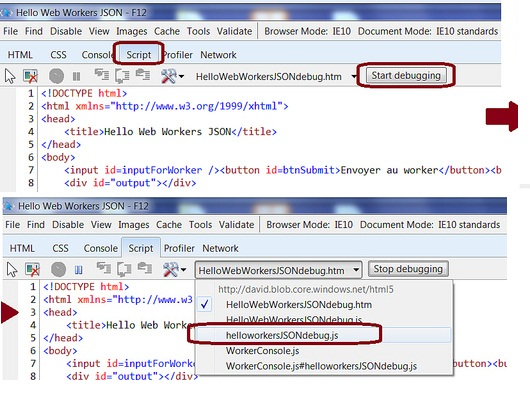 Hello Web Workers JSON - F12
File Find Disable View Images Cache Tools Validate Browser Mode: IE10 Document Mode: IE10 standards
HTML CSS Console Script Profiler Network
HelloWebWorkersJSONdebug.htm Start debugging
1 <!DOCTYPE html>
2 <html xmlns="http://www.w3.org/1999/xhtml">
3 <head>
4 <title>Hello Web Workers JSON</title>
5 </head>
6 <body>
7 <input id=inputForWorker /><button id=btnSubmit>Envoyer au worker</button><b
8 <div id="output"></div>
Hello Web Workers JSON - F12
File Find Disable View Images Cache Tools Validate Browser Mode: IE10 Document Mode: IE10 standards
HTML CSS Console Script Profiler Network
HelloWebWorkersJSONdebug.htm Stop debugging
http://david.blob.core.windows.net/html5
HelloWebWorkersJSONdebug.htm
HelloWebWorkersJSONdebug.js
helloworkersJSONdebug.js
WorkerConsole.js
WorkerConsole.js#helloworkersJSONdebug.js
1 <!DOCTYPE html>
2 <html xmlns="http://www.w3
3 <head>
4 <title>Hello Web Wor
5 </head>
6 <body>
7 <input id=inputForWo r au worker</button><b
8 <div id="output"></d